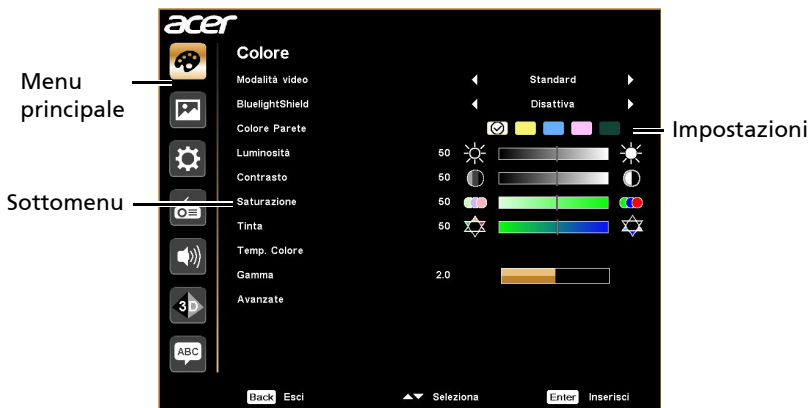 acer
Colore
Modalità video Standard
BluelightShield Disattiva
Colore Parete
Luminosità 50
Contrasto 50
Saturazione 50
Tinta 50
Temp. Colore
Gamma 2.0
Avanzate
3D
ABC
Back Esci Seleziona Enter Inserisci
Menu
principale
Sottomenu
Impostazioni